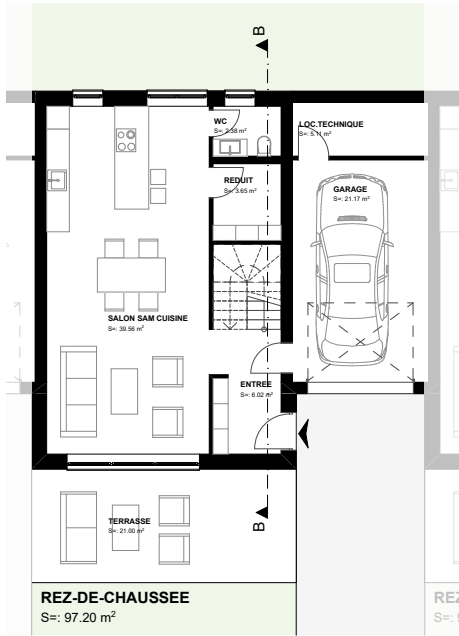 B
WC
S=: 2.38 m²
LOC.TECHNIQUE
S=: 5.11 m²
REDUIT
S=: 3.65 m²
GARAGE
S=: 21.17 m²
SALON SAM CUISINE
S=: 39.56 m²
ENTREE
S=: 6.02 m²
B
TERRASSE
S=: 21.00 m²
REZ-DE-CHAUSSEE
S=: 97.20 m²
REZ
S=: 9